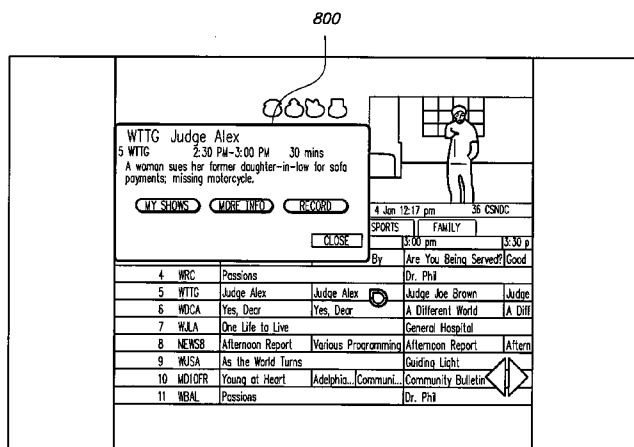 800
WTTG Judge Alex
5 WTTG 2:30 PM-3:00 PM 30 mins
A woman sues her former daughter-in-law for sofa
payments; missing motorcycle.
MY SHOWS MORE INFO RECORD
CLOSE
4 Jan 12:17 pm 36 CSNDC
SPORTS FAMILY
3:00 pm 3:30 p
By Are You Being Served? Good
4 WRC Passions Dr. Phil
5 WTTG Judge Alex Judge Alex Judge Joe Brown Judge
6 WDCA Yes, Dear Yes, Dear A Different World A Diff
7 WJLA One Life to Live General Hospital
8 NEWS8 Afternoon Report Various Programming Afternoon Report Aftern
9 WUSA As the World Turns Guiding Light
10 MD10FR Young at Heart Adelphia... Communi... Community Bulletin
11 WBAL Passions Dr. Phil